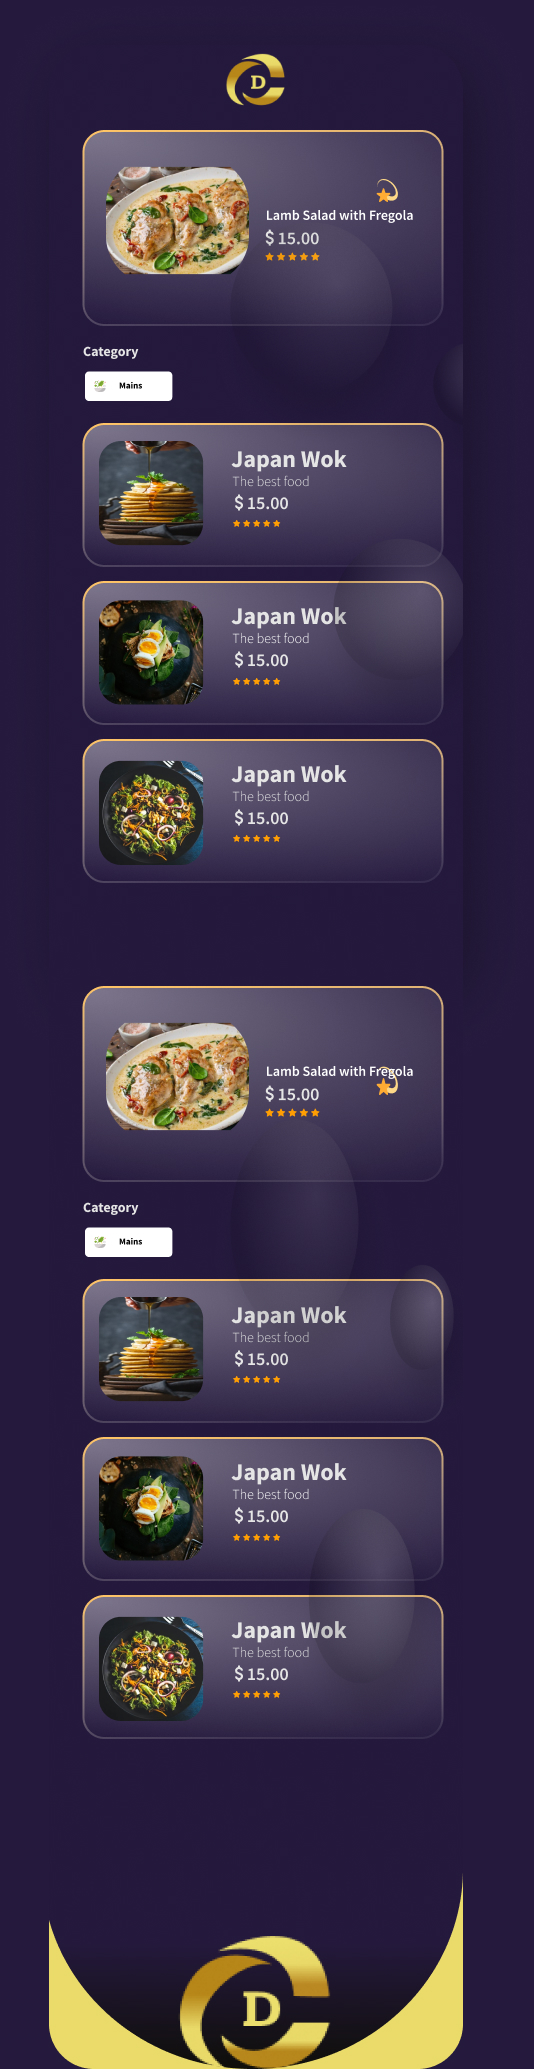 D
Lamb Salad with Fregola
$ 15.00
Category
Mains
Japan Wok
The best food
$ 15.00
Japan Wok
The best food
$ 15.00
Japan Wok
The best food
$ 15.00
Lamb Salad with Fregola
$ 15.00
Category
Mains
Japan Wok
The best food
$ 15.00
Japan Wok
The best food
$ 15.00
Japan Wok
The best food
$ 15.00
D